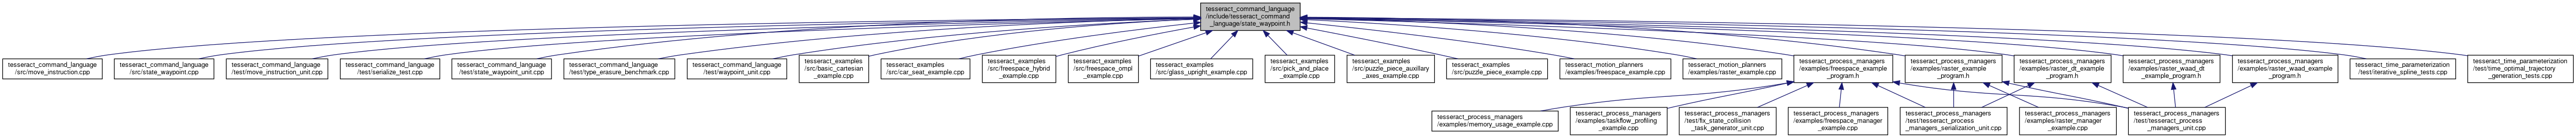 tesseract_command_language
/include/tesseract_command
_language/state_waypoint.h
tesseract_command_language
/src/move_instruction.cpp
tesseract_command_language
/src/state_waypoint.cpp
tesseract_command_language
/test/move_instruction_unit.cpp
tesseract_command_language
/test/serialize_test.cpp
tesseract_command_language
/test/state_waypoint_unit.cpp
tesseract_command_language
/test/type_erasure_benchmark.cpp
tesseract_command_language
/test/waypoint_unit.cpp
tesseract_examples
/src/basic_cartesian
_example.cpp
tesseract_examples
/src/car_seat_example.cpp
tesseract_examples
/src/freespace_hybrid
_example.cpp
tesseract_examples
/src/freespace_ompl
_example.cpp
tesseract_examples
/src/glass_upright_example.cpp
tesseract_examples
/src/pick_and_place
_example.cpp
tesseract_examples
/src/puzzle_piece_auxillary
_axes_example.cpp
tesseract_examples
/src/puzzle_piece_example.cpp
tesseract_motion_planners
/examples/freespace_example.cpp
tesseract_motion_planners
/examples/raster_example.cpp
tesseract_process_managers
/examples/freespace_example
_program.h
tesseract_process_managers
/examples/raster_example
_program.h
tesseract_process_managers
/examples/raster_dt_example
_program.h
tesseract_process_managers
/examples/raster_waad_dt
_example_program.h
tesseract_process_managers
/examples/raster_waad_example
_program.h
tesseract_time_parameterization
/test/iterative_spline_tests.cpp
tesseract_time_parameterization
/test/time_optimal_trajectory
_generation_tests.cpp
tesseract_process_managers
/examples/memory_usage_example.cpp
tesseract_process_managers
/examples/taskflow_profiling
_example.cpp
tesseract_process_managers
/test/fix_state_collision
_task_generator_unit.cpp
tesseract_process_managers
/examples/freespace_manager
_example.cpp
tesseract_process_managers
/test/tesseract_process
_managers_serialization_unit.cpp
tesseract_process_managers
/examples/raster_manager
_example.cpp
tesseract_process_managers
/test/tesseract_process
_managers_unit.cpp